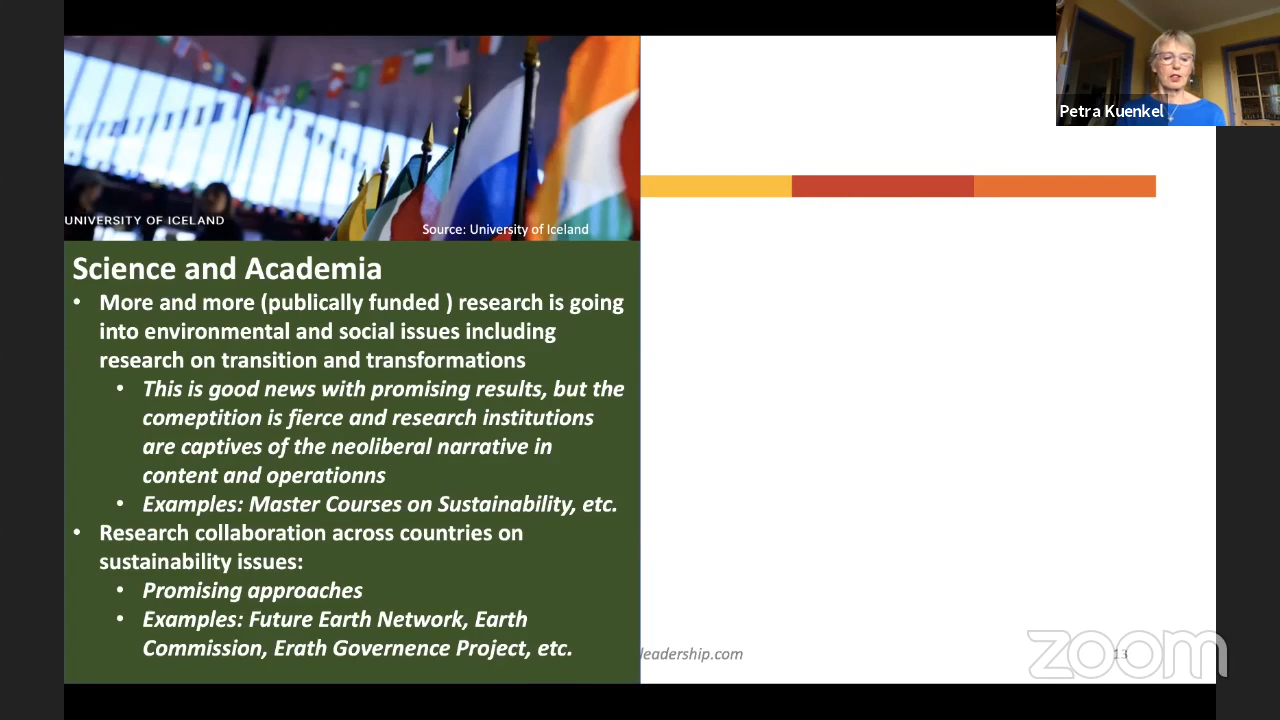 Petra Kuenkel
UNIVERSITY OF ICELAND
Source: University of Iceland
Science and Academia
• More and more (publically funded ) research is going
into environmental and social issues including
research on transition and transformations
• This is good news with promising results, but the
comeptition is fierce and research institutions
are captives of the neoliberal narrative in
content and operationns
• Examples: Master Courses on Sustainability, etc.
• Research collaboration across countries on
sustainability issues:
• Promising approaches
• Examples: Future Earth Network, Earth
Commission, Erath Governence Project, etc.
leadership.com
13
zoom